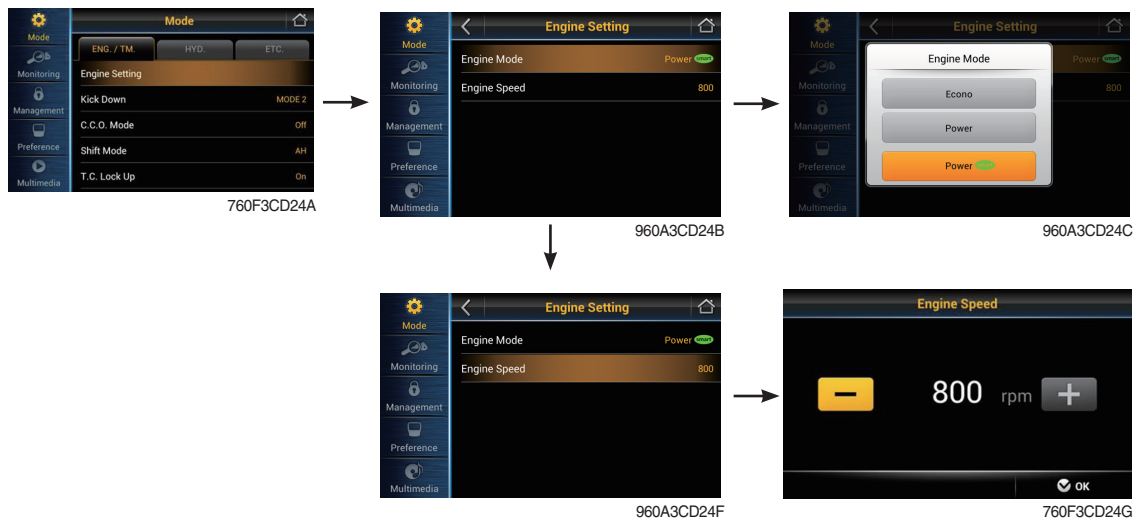 Mode
Mode
ENG. / TM.
HYD.
ETC.
Monitoring
Engine Setting
Management
Kick Down
MODE 2
C.C.O. Mode
Off
Preference
Shift Mode
AH
Multimedia
T.C. Lock Up
On
760F3CD24A
Mode
Engine Setting
Engine Mode
Power smart
Monitoring
Engine Speed
800
Management
Preference
Multimedia
960A3CD24B
Mode
Engine Setting
Engine Mode
Power smart
Monitoring
800
Econo
Management
Power
Preference
Power
Multimedia
960A3CD24C
Mode
Engine Setting
Engine Mode
Power smart
Monitoring
Engine Speed
800
Management
Preference
Multimedia
960A3CD24F
Engine Speed
800 rpm
OK
760F3CD24G